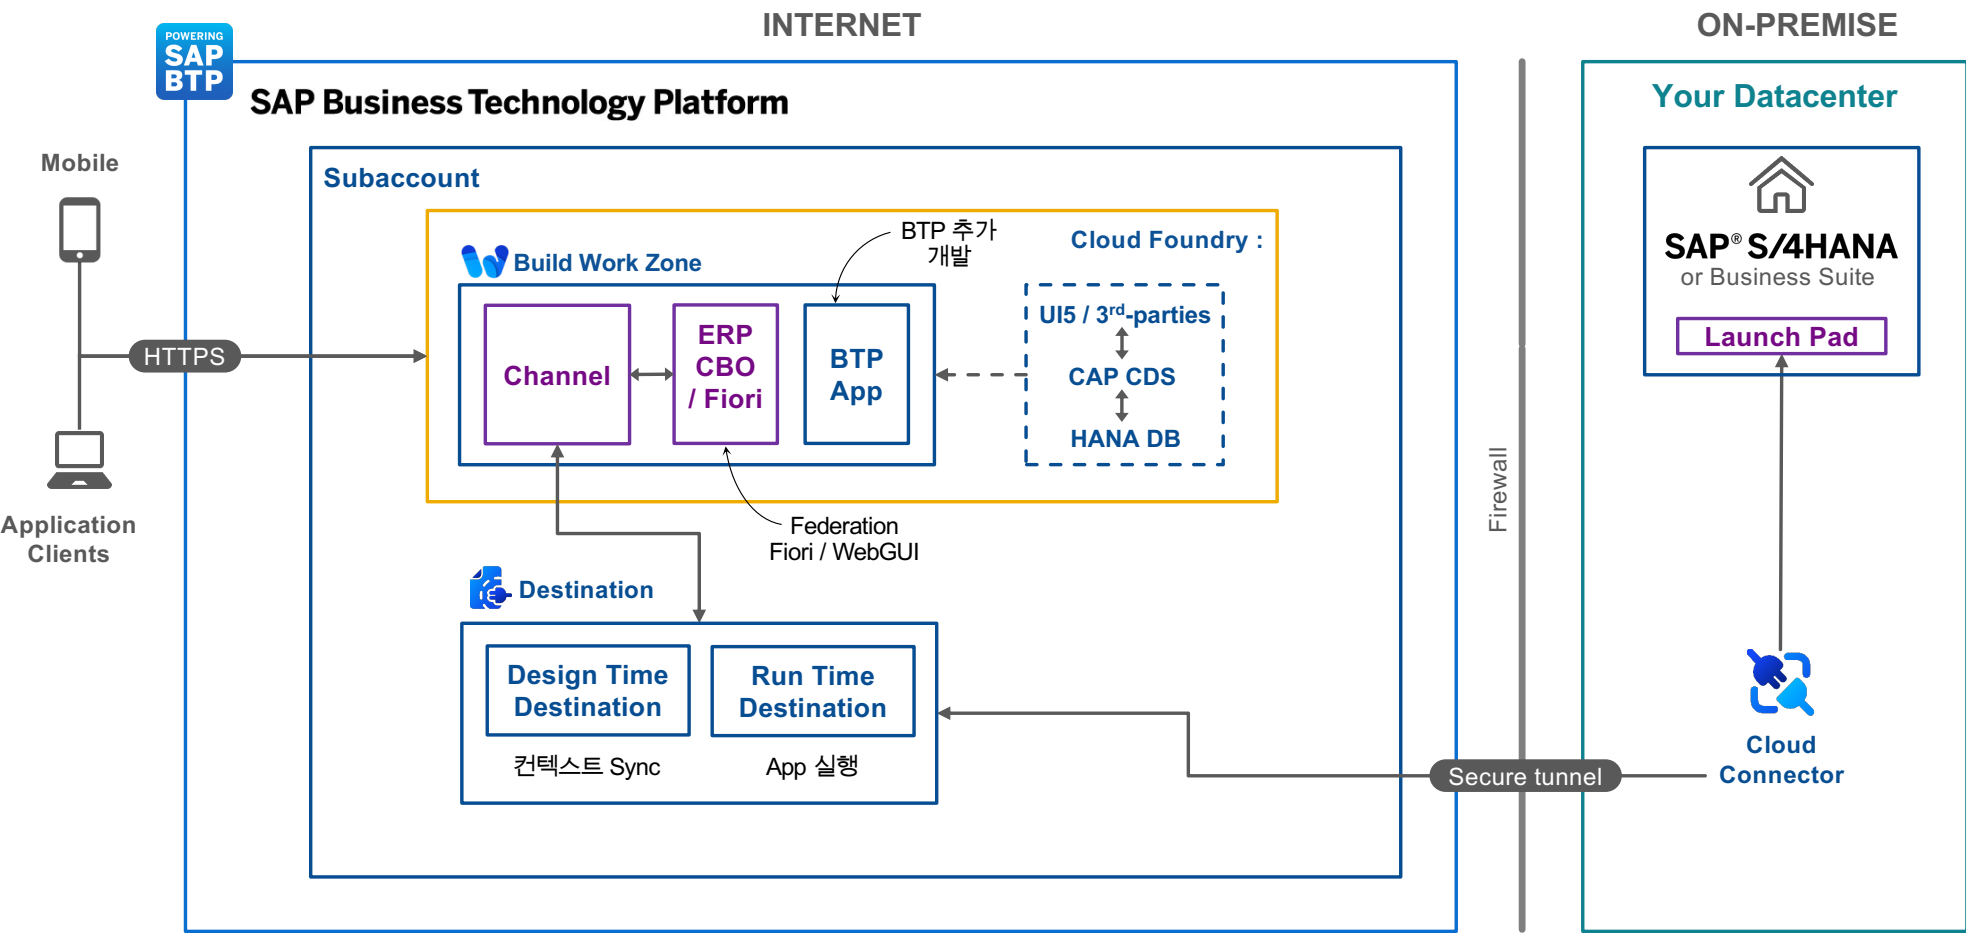 INTERNET
ON-PREMISE
POWERING
SAP
BTP
SAP Business Technology Platform
Your Datacenter
Mobile
Subaccount
BTP 추가
개발
Cloud Foundry :
Build Work Zone
SAP® S/4HANA
or Business Suite
Launch Pad
UI5 / 3rd-parties
CAP CDS
HANA DB
HTTPS
Channel
ERP
CBO
/ Fiori
BTP
App
Firewall
Application
Clients
Federation
Fiori / WebGUI
Destination
Design Time
Destination
Run Time
Destination
컨텍스트 Sync
App 실행
Secure tunnel
Cloud
Connector